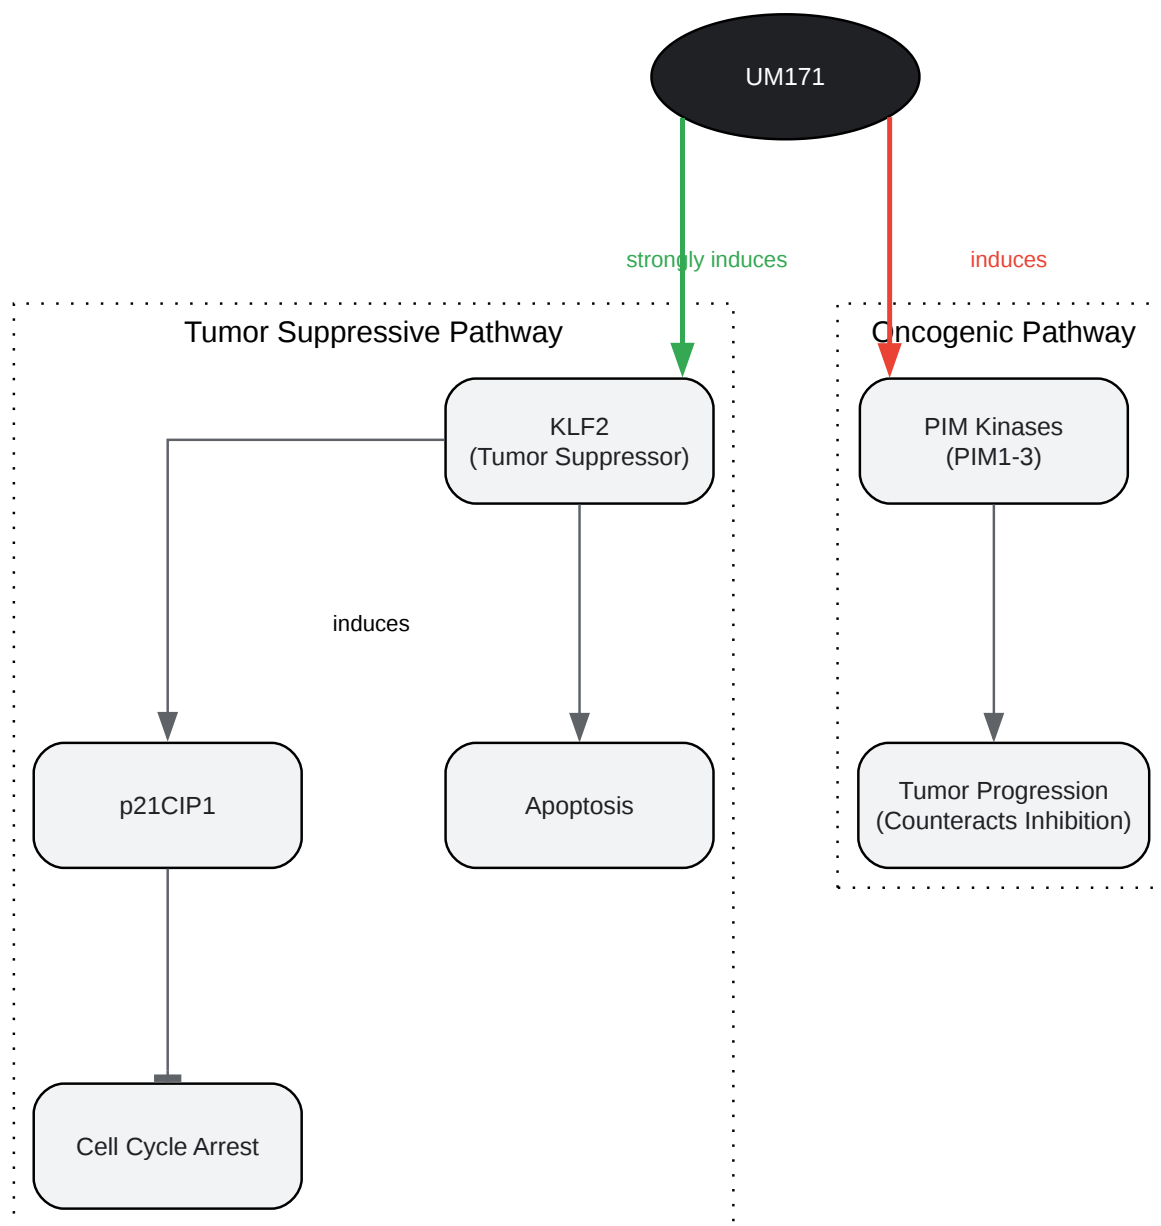 UM171
strongly induces
induces
Tumor Suppressive Pathway
Oncogenic Pathway
KLF2
(Tumor Suppressor)
PIM Kinases
(PIM1-3)
induces
p21CIP1
Apoptosis
Tumor Progression
(Counteracts Inhibition)
Cell Cycle Arrest